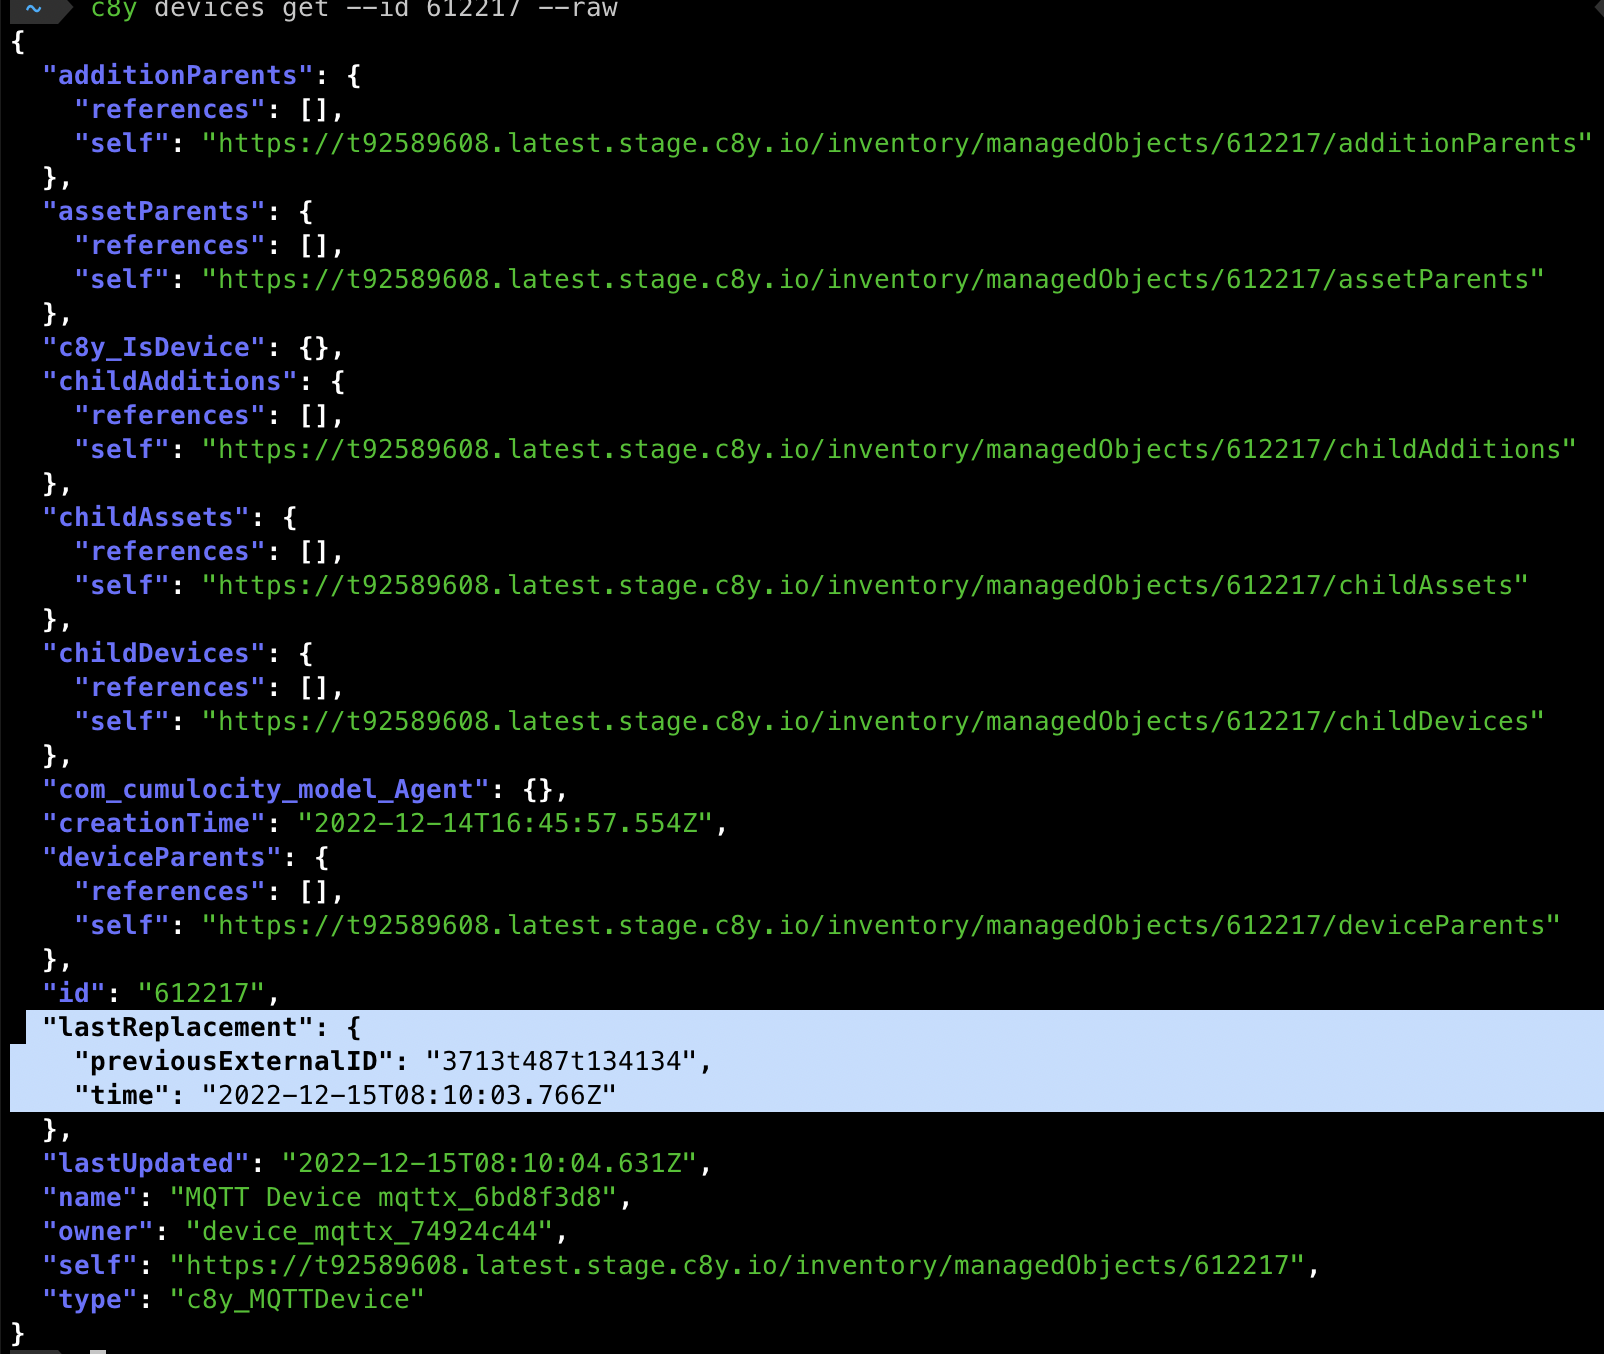 ~ c8y devices get --id 612217 --raw
{
  "additionParents": {
    "references": [],
    "self": "https://t92589608.latest.stage.c8y.io/inventory/managedObjects/612217/additionParents"
  },
  "assetParents": {
    "references": [],
    "self": "https://t92589608.latest.stage.c8y.io/inventory/managedObjects/612217/assetParents"
  },
  "c8y_IsDevice": {},
  "childAdditions": {
    "references": [],
    "self": "https://t92589608.latest.stage.c8y.io/inventory/managedObjects/612217/childAdditions"
  },
  "childAssets": {
    "references": [],
    "self": "https://t92589608.latest.stage.c8y.io/inventory/managedObjects/612217/childAssets"
  },
  "childDevices": {
    "references": [],
    "self": "https://t92589608.latest.stage.c8y.io/inventory/managedObjects/612217/childDevices"
  },
  "com_cumulocity_model_Agent": {},
  "creationTime": "2022-12-14T16:45:57.554Z",
  "deviceParents": {
    "references": [],
    "self": "https://t92589608.latest.stage.c8y.io/inventory/managedObjects/612217/deviceParents"
  },
  "id": "612217",
  "lastReplacement": {
    "previousExternalID": "3713t487t134134",
    "time": "2022-12-15T08:10:03.766Z"
  },
  "lastUpdated": "2022-12-15T08:10:04.631Z",
  "name": "MQTT Device mqttx_6bd8f3d8",
  "owner": "device_mqttx_74924c44",
  "self": "https://t92589608.latest.stage.c8y.io/inventory/managedObjects/612217",
  "type": "c8y_MQTTDevice"
}